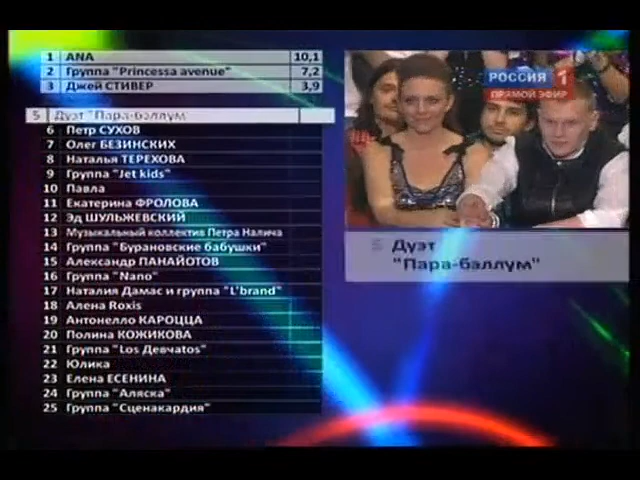 1 ANA 10,1
2 Группа "Princessa avenue" 7,2
3 Джей СТИВЕР 3,9
5 Дуэт "Пара-бэллум"
6 Петр СУХОВ
7 Олег БЕЗИНСКИХ
8 Наталья ТЕРЕХОВА
9 Группа "Jet kids"
10 Павла
11 Екатерина ФРОЛОВА
12 Эд ШУЛЬЖЕВСКИЙ
13 Музыкальный коллектив Петра Налича
14 Группа "Бурановские бабушки"
15 Александр ПАНАЙОТОВ
16 Группа "Nano"
17 Наталия Дамас и группа "L'brand"
18 Алена Roxis
19 Антонелло КАРОЦЦА
20 Полина КОЖИКОВА
21 Группа "Los Девчатos"
22 Юлика
23 Елена ЕСЕНИНА
24 Группа "Аляска"
25 Группа "Сценакардия"
РОССИЯ 1
ПРЯМОЙ ЭФИР
5 Дуэт
"Пара-бэллум"